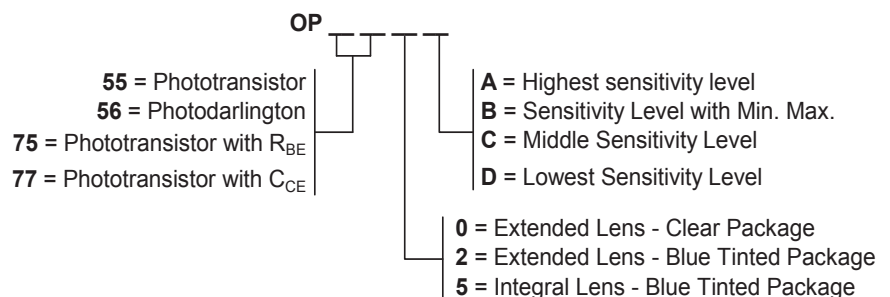 OP
55 = Phototransistor
56 = Photodarlington
75 = Phototransistor with RBE
77 = Phototransistor with CCE
A = Highest sensitivity level
B = Sensitivity Level with Min. Max.
C = Middle Sensitivity Level
D = Lowest Sensitivity Level
0 = Extended Lens - Clear Package
2 = Extended Lens - Blue Tinted Package
5 = Integral Lens - Blue Tinted Package